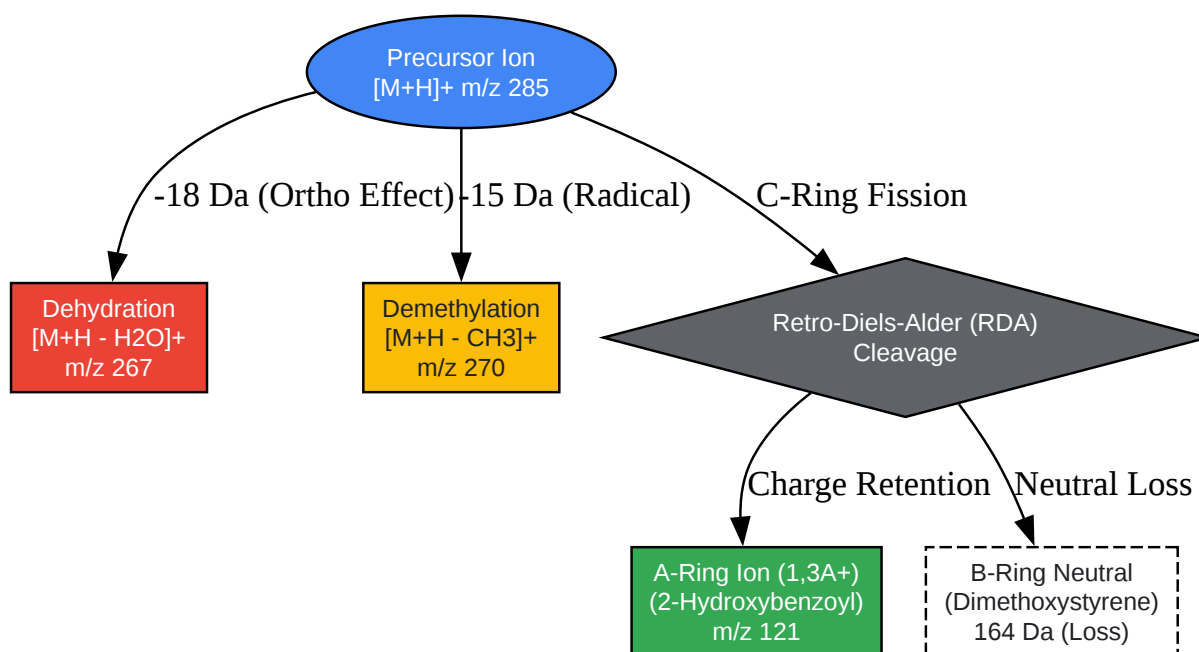 Precursor Ion
[M+H]+ m/z 285
-18 Da (Ortho Effect)
-15 Da (Radical)
C-Ring Fission
Dehydration
[M+H - H2O]+
m/z 267
Demethylation
[M+H - CH3]+
m/z 270
Retro-Diels-Alder (RDA)
Cleavage
Charge Retention
Neutral Loss
A-Ring Ion (1,3A+)
(2-Hydroxybenzoyl)
m/z 121
B-Ring Neutral
(Dimethoxystyrene)
164 Da (Loss)